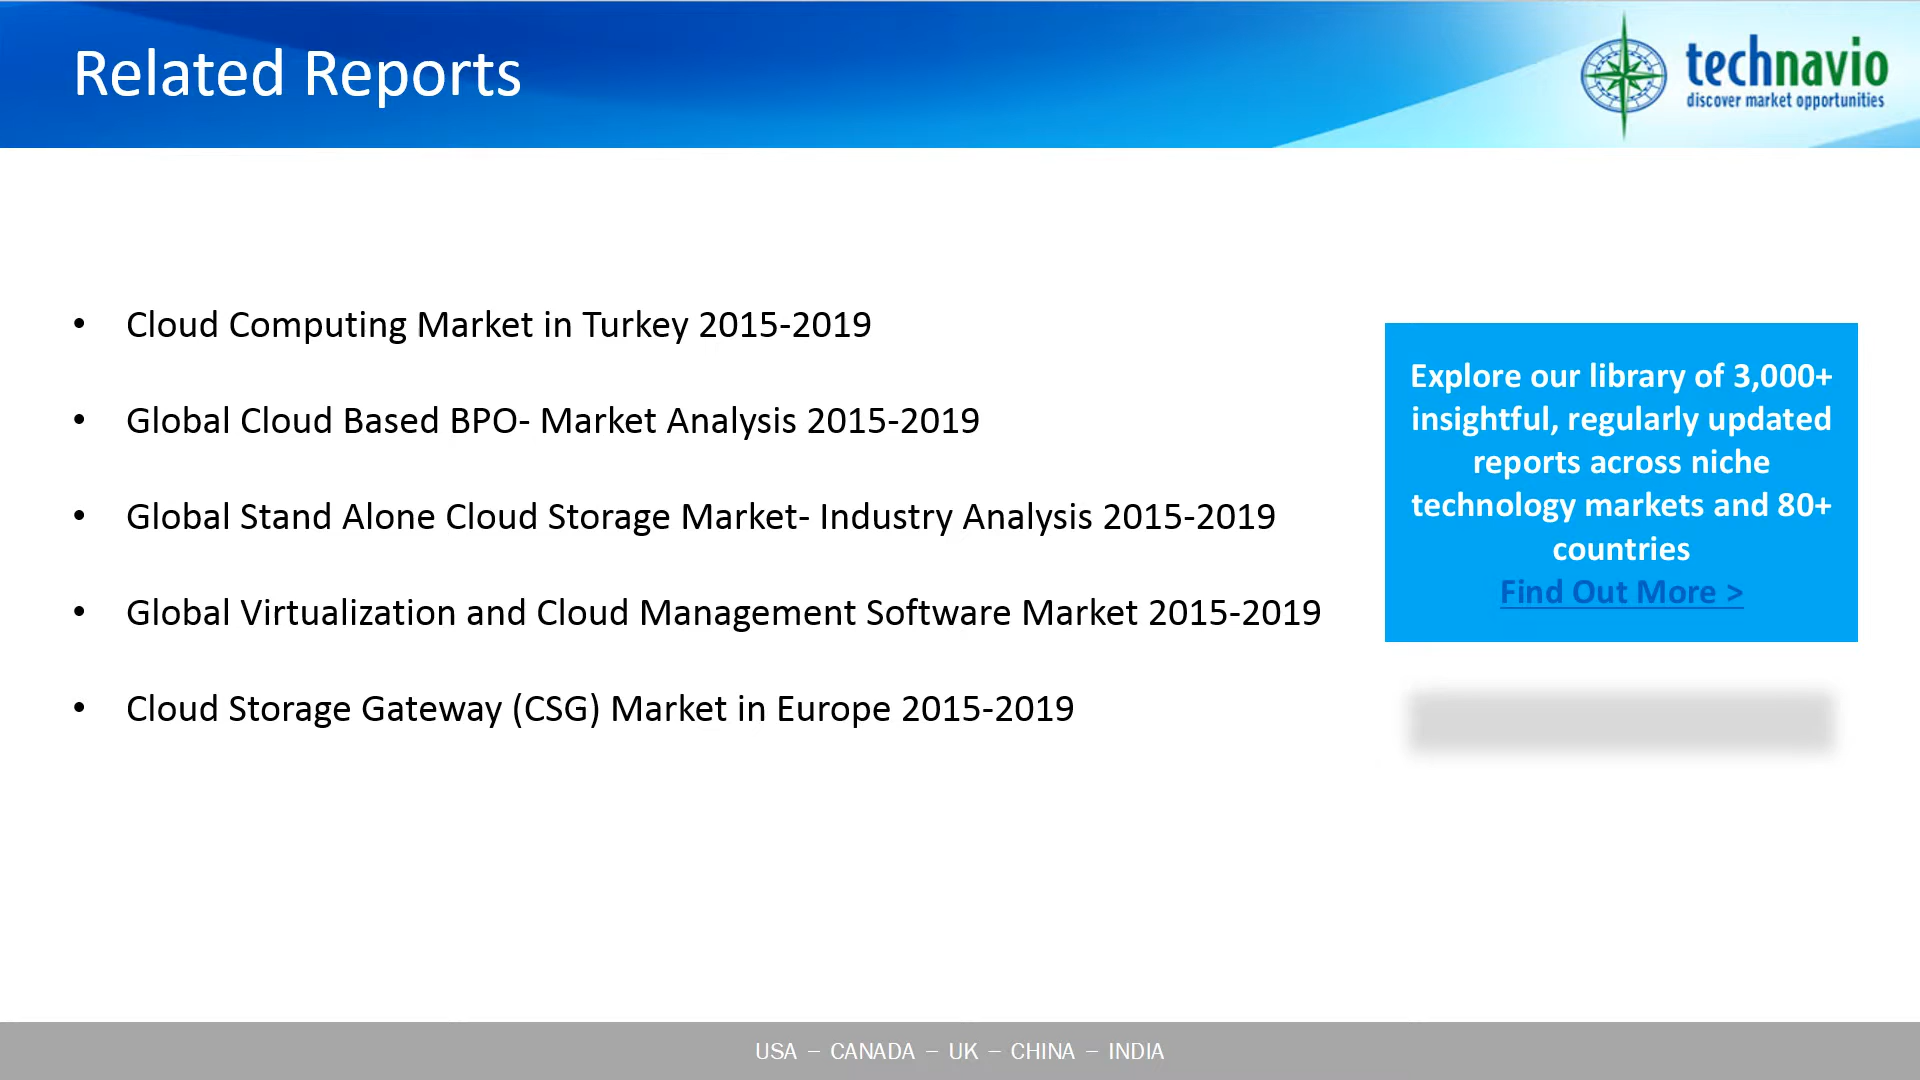 Related Reports
technavio
discover market opportunities
• Cloud Computing Market in Turkey 2015-2019
• Global Cloud Based BPO- Market Analysis 2015-2019
• Global Stand Alone Cloud Storage Market- Industry Analysis 2015-2019
• Global Virtualization and Cloud Management Software Market 2015-2019
• Cloud Storage Gateway (CSG) Market in Europe 2015-2019
Explore our library of 3,000+
insightful, regularly updated
reports across niche
technology markets and 80+
countries
Find Out More >
USA – CANADA – UK – CHINA – INDIA